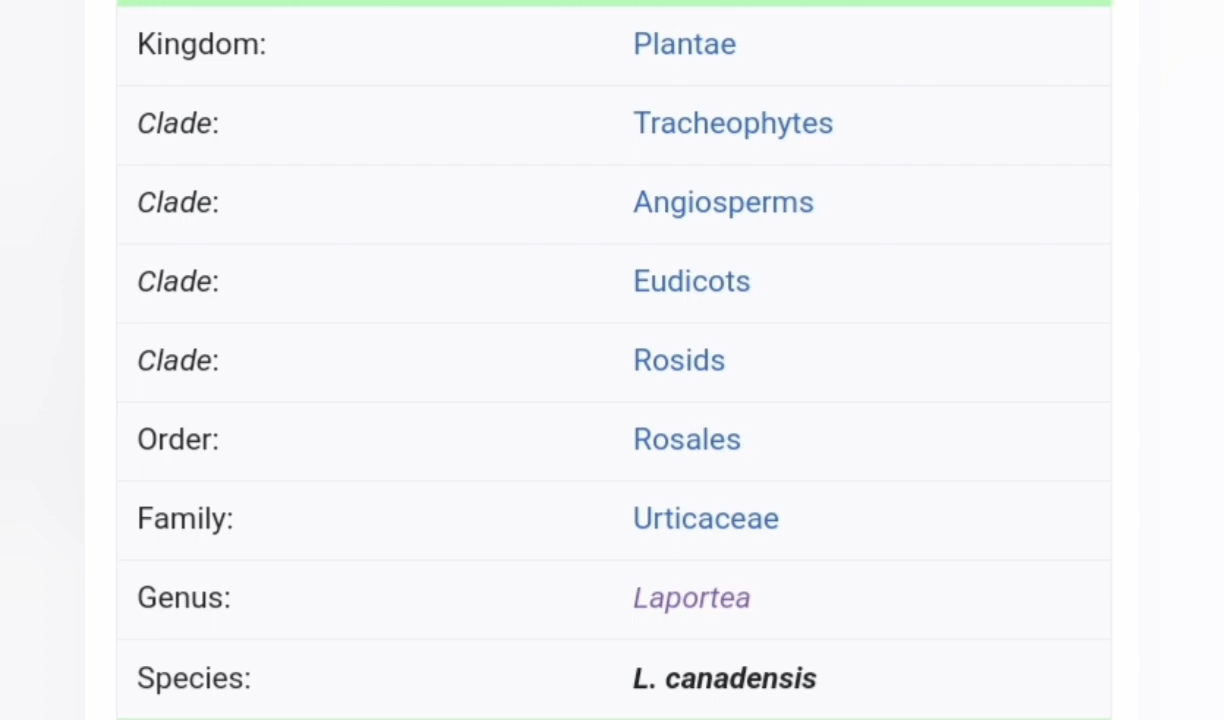 Kingdom: Plantae
Clade: Tracheophytes
Clade: Angiosperms
Clade: Eudicots
Clade: Rosids
Order: Rosales
Family: Urticaceae
Genus: Laportea
Species: L. canadensis